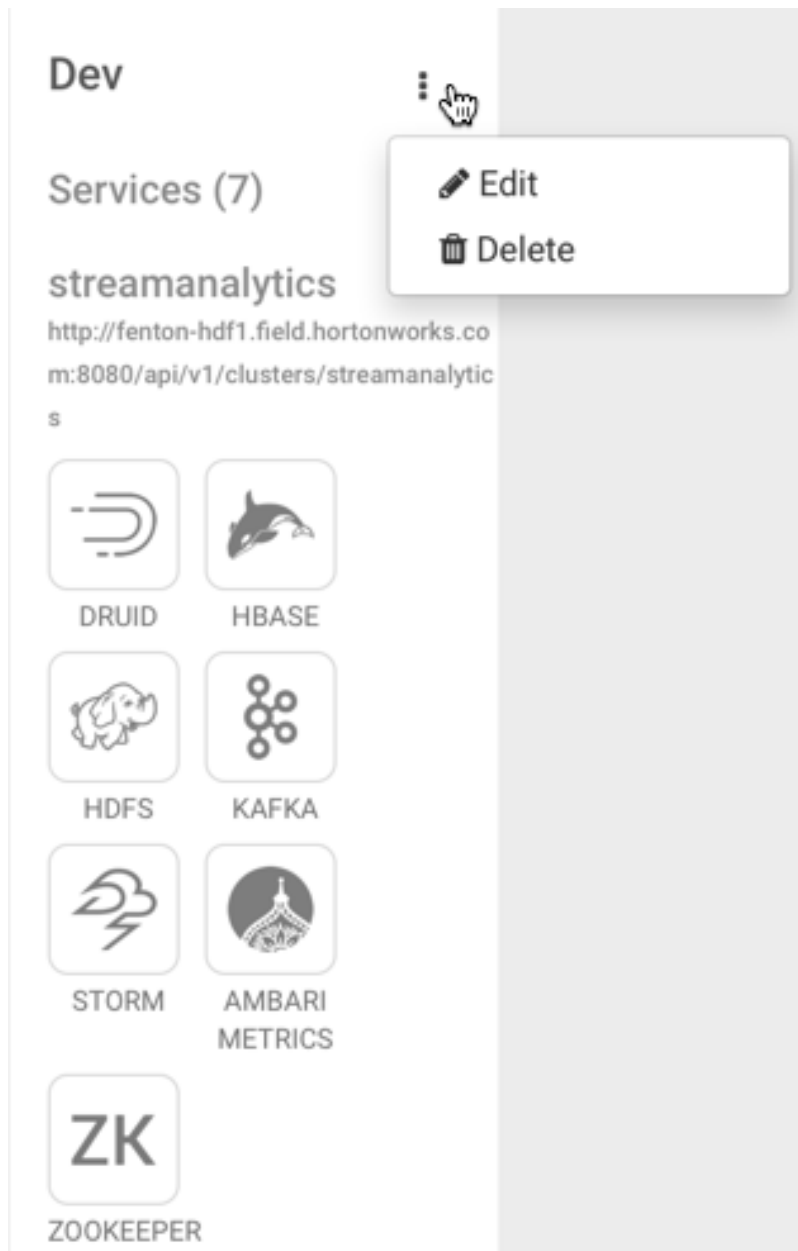 Dev
Edit
Services (7)
Delete
streamanalytics
http://fenton-hdf1.field.hortonworks.co
m:8080/api/v1/clusters/streamanalytic
s
DRUID
HBASE
HDFS
KAFKA
STORM
AMBARI
METRICS
ZK
ZOOKEEPER